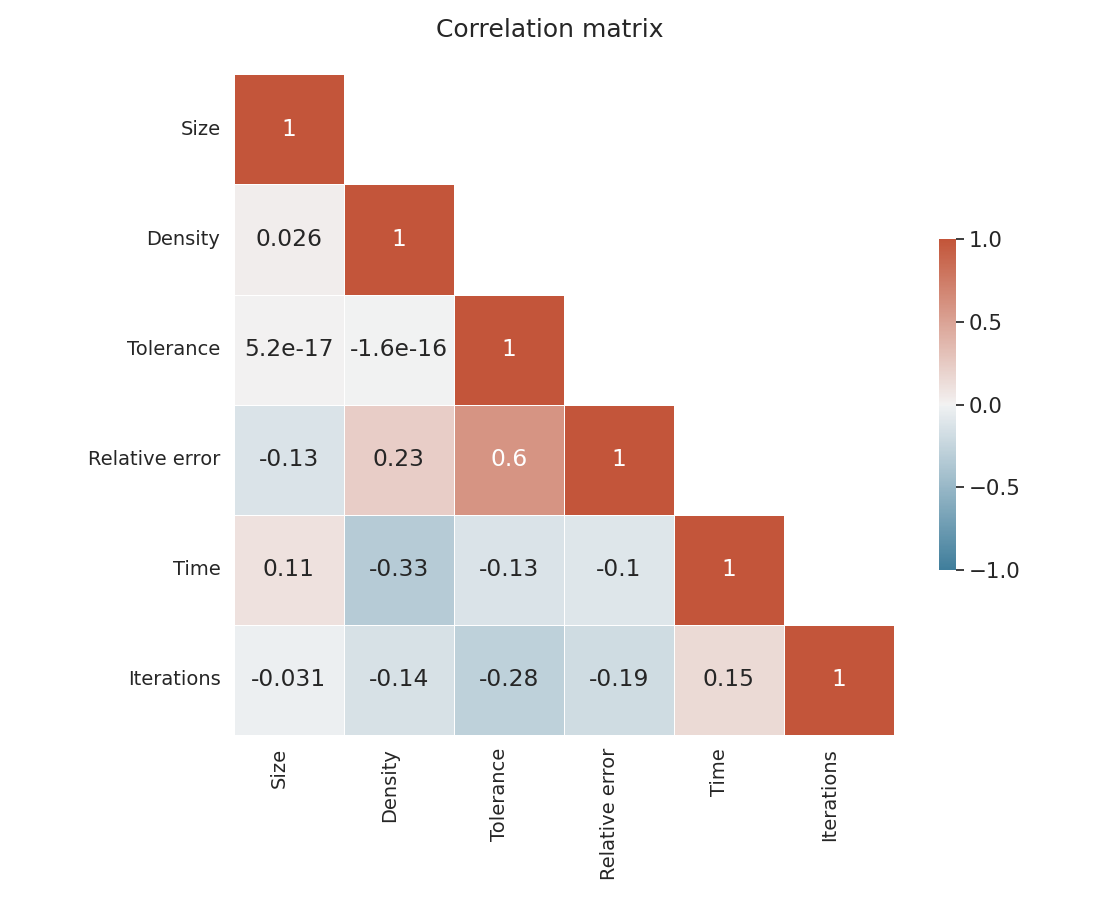 Correlation matrix
Size
1
Density
0.026
1
Tolerance
5.2e-17
-1.6e-16
1
Relative error
-0.13
0.23
0.6
1
Time
0.11
-0.33
-0.13
-0.1
1
Iterations
-0.031
-0.14
-0.28
-0.19
0.15
1
Size
Density
Tolerance
Relative error
Time
Iterations
1.0
0.5
0.0
−0.5
−1.0